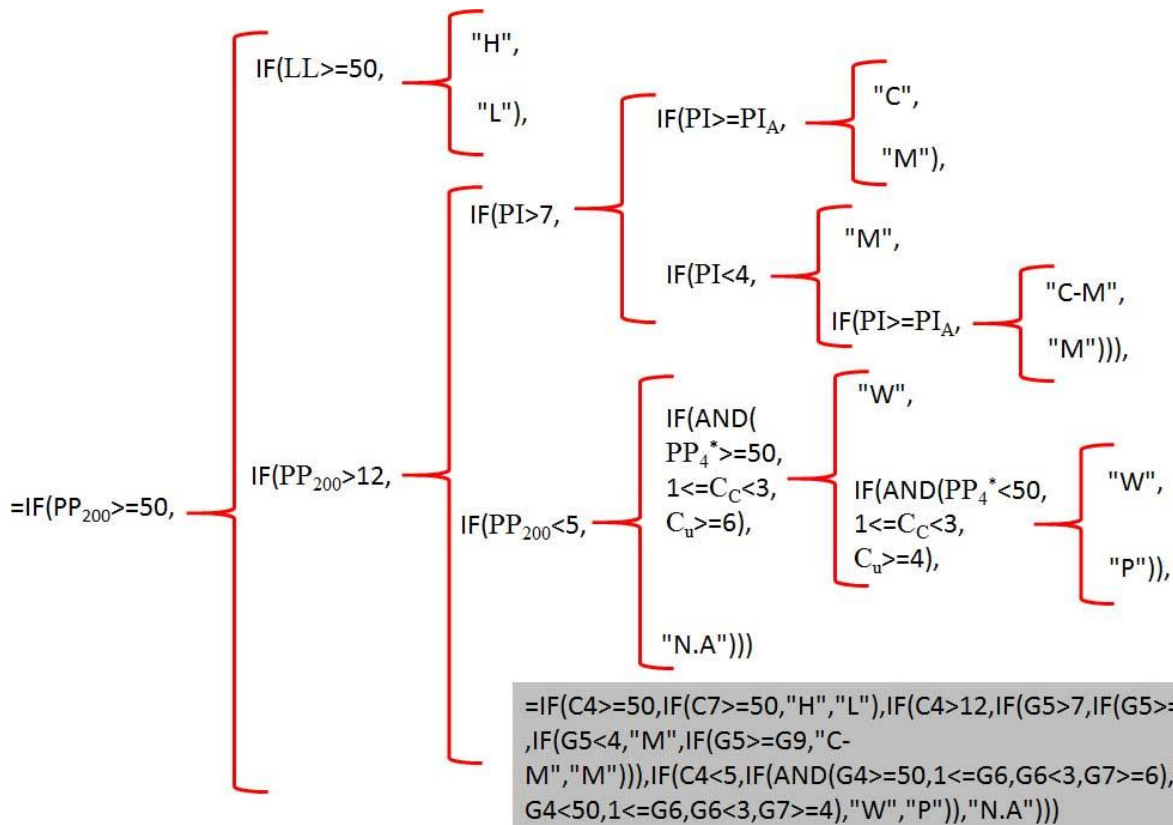 =IF(PP200>=50,
IF(LL>=50,
"H",
"L"),
IF(PP200>12,
IF(PI>7,
IF(PI>=PIA,
"C",
"M"),
IF(PI<4,
"M",
IF(PI>=PIA,
"C-M",
"M"))),
IF(PP200<5,
IF(AND(
PP4*>=50,
1<=CC<3,
Cu>=6),
"W",
IF(AND(PP4*<50,
1<=CC<3,
Cu>=4),
"W",
"P")),
"N.A")))
=IF(C4>=50,IF(C7>=50,"H","L"),IF(C4>12,IF(G5>7,IF(G5>=
,IF(G5<4,"M",IF(G5>=G9,"C-
M","M"))),IF(C4<5,IF(AND(G4>=50,1<=G6,G6<3,G7>=6),
G4<50,1<=G6,G6<3,G7>=4),"W","P")),"N.A")))